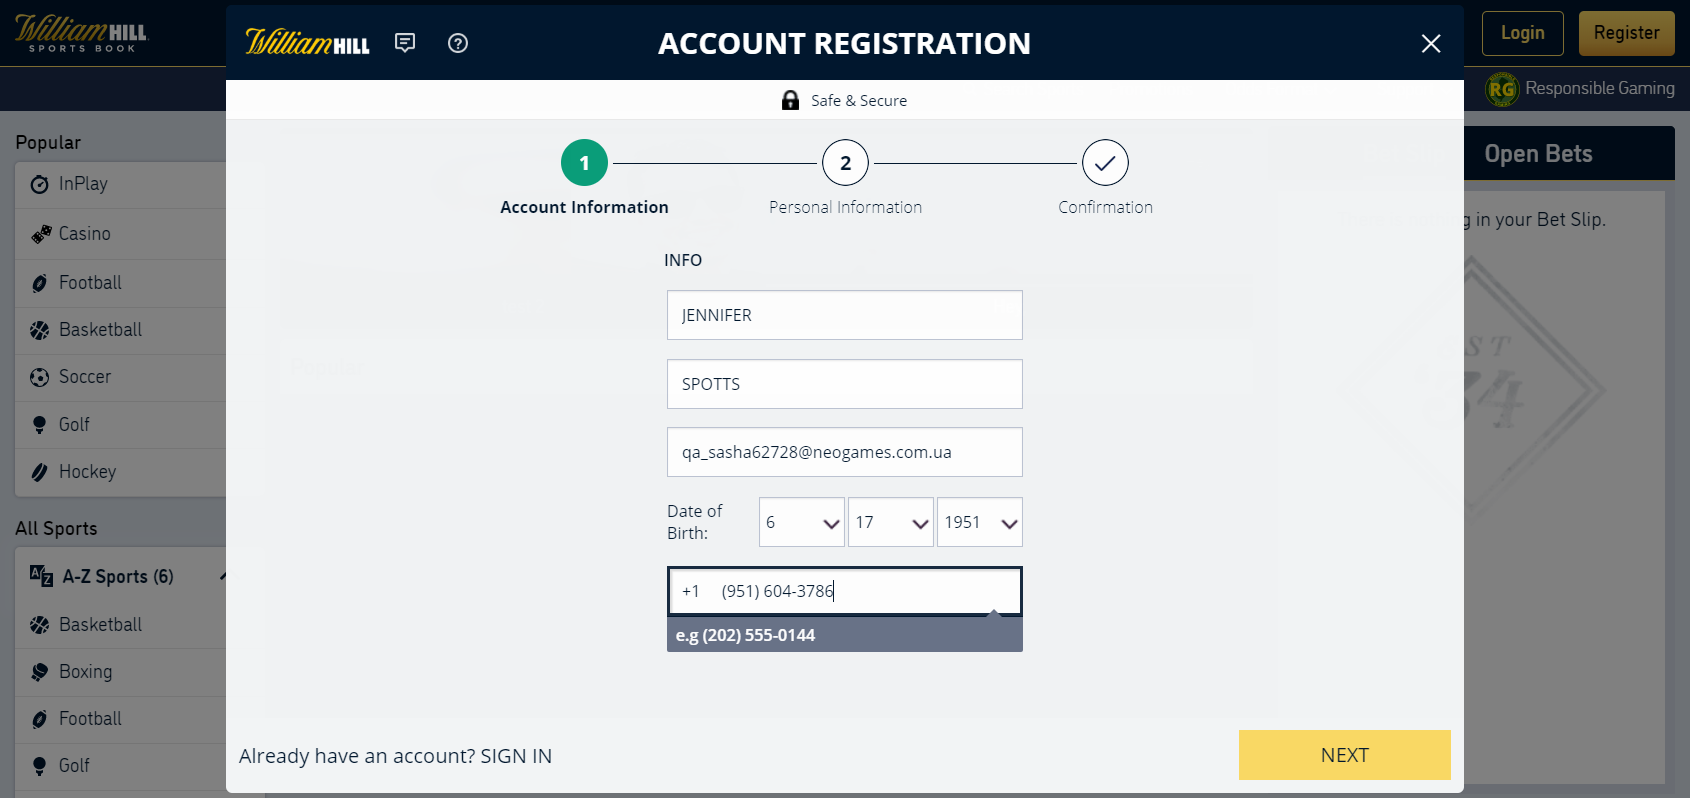 William HILL
SPORTS BOOK
William HILL
ACCOUNT REGISTRATION
Login
Register
Safe & Secure
RG
Responsible Gaming
Popular
InPlay
Casino
Football
Basketball
Soccer
Golf
Hockey
All Sports
A-Z Sports (6)
Basketball
Boxing
Football
Golf
1
2
Account Information
Personal Information
Confirmation
INFO
JENNIFER
SPOTTS
qa_sasha62728@neogames.com.ua
Date of
Birth:
6
17
1951
+1 (951) 604-3786
e.g (202) 555-0144
Already have an account? SIGN IN
NEXT
Open Bets
in your Bet Slip.